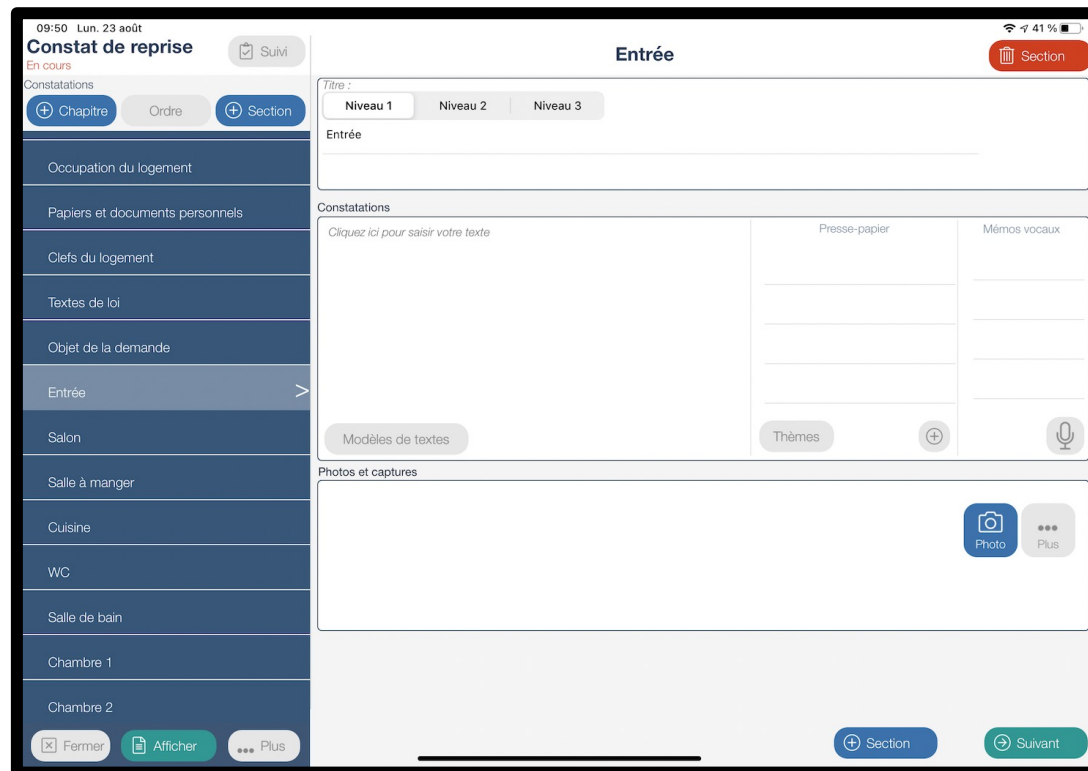 09:50 Lun. 23 août
41 %
Constat de reprise
En cours
Suivi
Constatations
Chapitre
Ordre
Section
Occupation du logement
Papiers et documents personnels
Clefs du logement
Textes de loi
Objet de la demande
Entrée >
Salon
Salle à manger
Cuisine
WC
Salle de bain
Chambre 1
Chambre 2
Fermer
Afficher
Plus
Entrée
Section
Titre :
Niveau 1
Niveau 2
Niveau 3
Entrée
Constatations
Cliquez ici pour saisir votre texte
Presse-papier
Mémos vocaux
Modèles de textes
Thèmes
Photos et captures
Photo
Plus
Section
Suivant